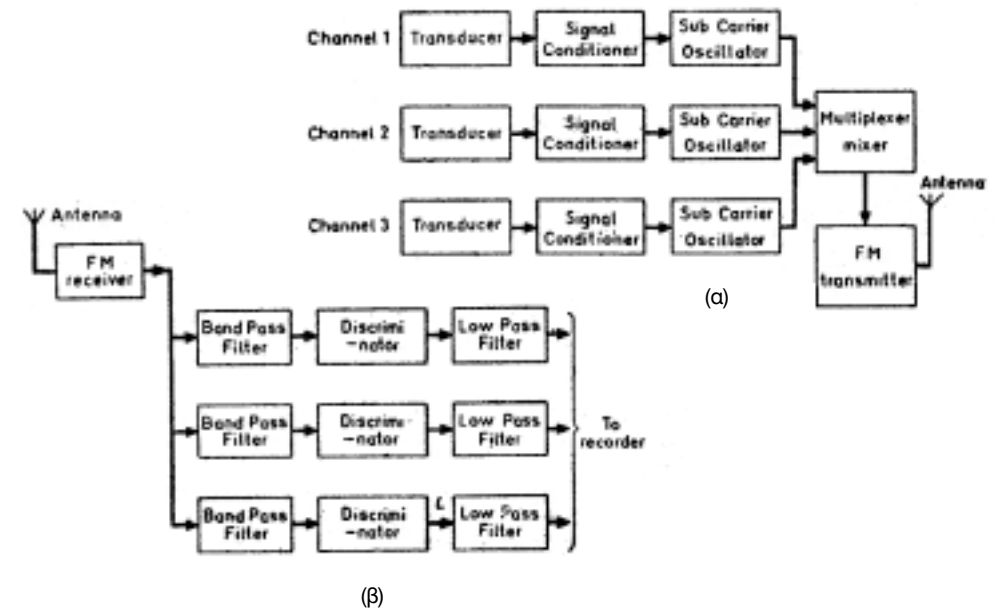 Channel 1
Transducer
Signal
Conditioner
Sub Carrier
Oscillator
Channel 2
Transducer
Signal
Conditioner
Sub Carrier
Oscillator
Multiplexer
mixer
Channel 3
Transducer
Signal
Conditioner
Sub Carrier
Oscillator
Antenna
FM
transmitter
(α)
Antenna
FM
receiver
Band Pass
Filter
Discrimi
-nator
Low Pass
Filter
Band Pass
Filter
Discrimi-
-nator
Low Pass
Filter
To
recorder
Band Pass
Filter
Discrimi
-nator
Low Pass
Filter
(β)